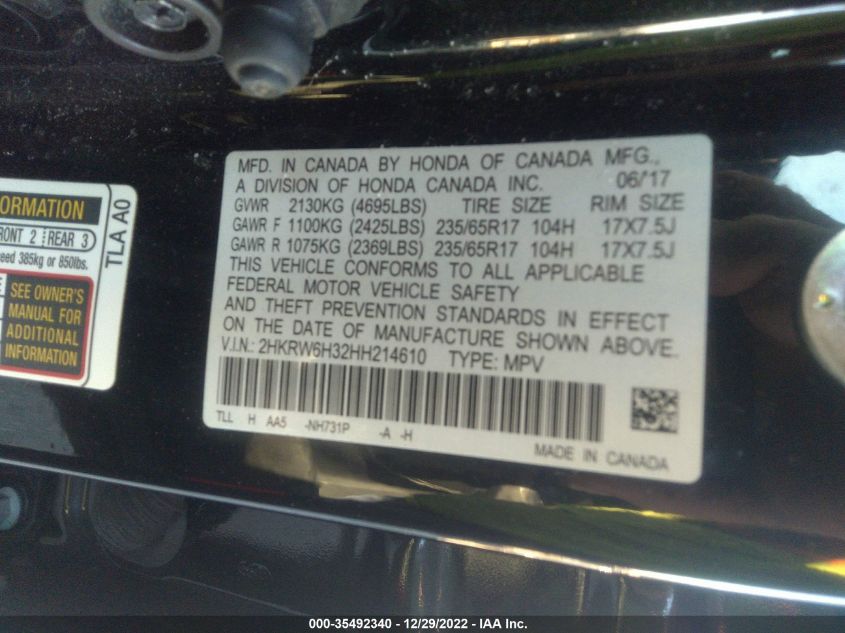 ORMATION
RONT 2 REAR 3
eed 385kg or 850lbs.
SEE OWNER'S
MANUAL FOR
ADDITIONAL
INFORMATION
TLA A0
MFD. IN CANADA BY HONDA OF CANADA MFG.,
A DIVISION OF HONDA CANADA INC. 06/17
GVWR 2130KG (4695LBS) TIRE SIZE RIM SIZE
GAWR F 1100KG (2425LBS) 235/65R17 104H 17X7.5J
GAWR R 1075KG (2369LBS) 235/65R17 104H 17X7.5J
THIS VEHICLE CONFORMS TO ALL APPLICABLE
FEDERAL MOTOR VEHICLE SAFETY
AND THEFT PREVENTION STANDARDS IN EFFECT
ON THE DATE OF MANUFACTURE SHOWN ABOVE.
V.I.N.: 2HKRW6H32HH214610 TYPE: MPV
TLL H AA5 -NH731P -A -H
MADE IN CANADA
000-35492340 - 12/29/2022 - IAA Inc.